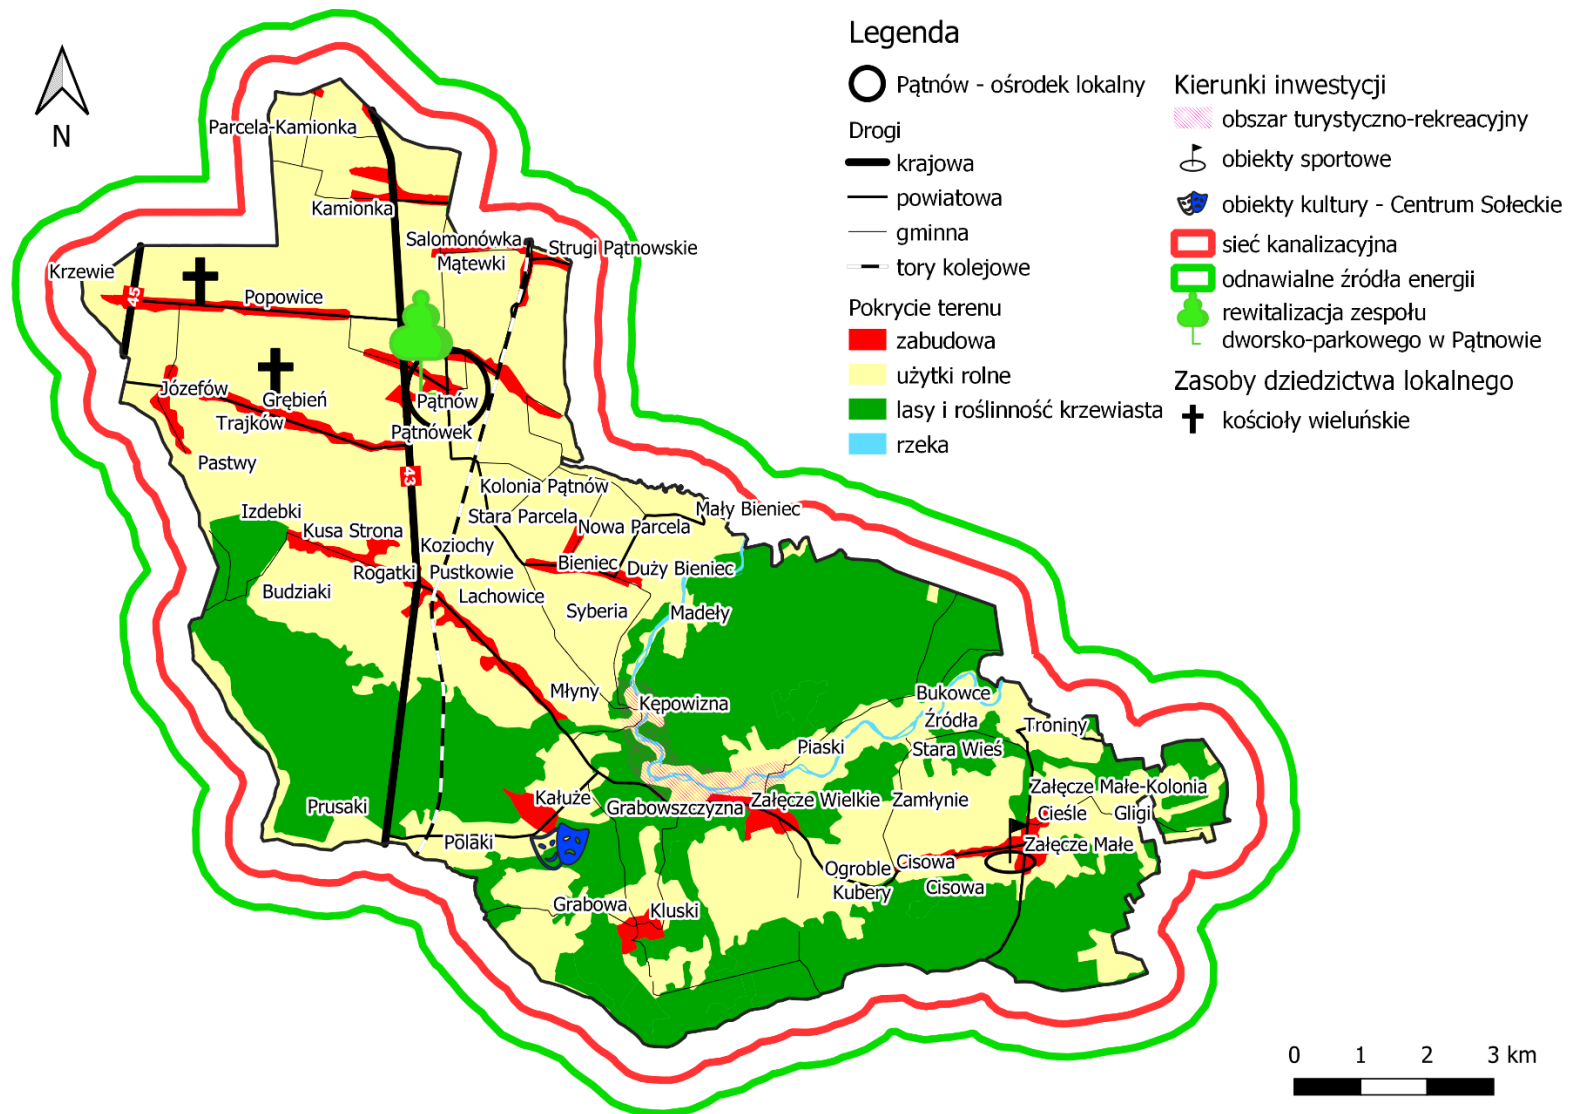 Legenda
Pątnów - ośrodek lokalny
Drogi
krajowa
powiatowa
gminna
tory kolejowe
Pokrycie terenu
zabudowa
użytki rolne
lasy i roślinność krzewiasta
rzeka
Kierunki inwestycji
obszar turystyczno-rekreacyjny
obiekty sportowe
obiekty kultury - Centrum Sołeckie
sieć kanalizacyjna
odnawialne źródła energii
rewitalizacja zespołu
dworsko-parkowego w Pątnowie
Zasoby dziedzictwa lokalnego
kościoły wieluńskie
N
Parcela-Kamionka
Kamionka
Salomonówka
Strugi Pątnowskie
Mątewki
Krzewie
45
Popowice
Józefów
Grębień
Trajków
Pątnów
Pątnówek
Pastwy
43
Kolonia Pątnów
Izdebki
Kusa Strona
Stara Parcela
Nowa Parcela
Mały Bieniec
Koziochy
Rogatki
Pustkowie
Bieniec
Duży Bieniec
Budziaki
Lachowice
Syberia
Madeły
Młyny
Kępowizna
Bukowce
Źródła
Troniny
Piaski
Stara Wieś
Prusaki
Kałuże
Grabowszczyzna
Załęcze Wielkie
Zamłynie
Załęcze Małe-Kolonia
Cieśle
Gligi
Polaki
Załęcze Małe
Ogroble
Cisowa
Kubery
Cisowa
Grabowa
Kluski
0 1 2 3 km